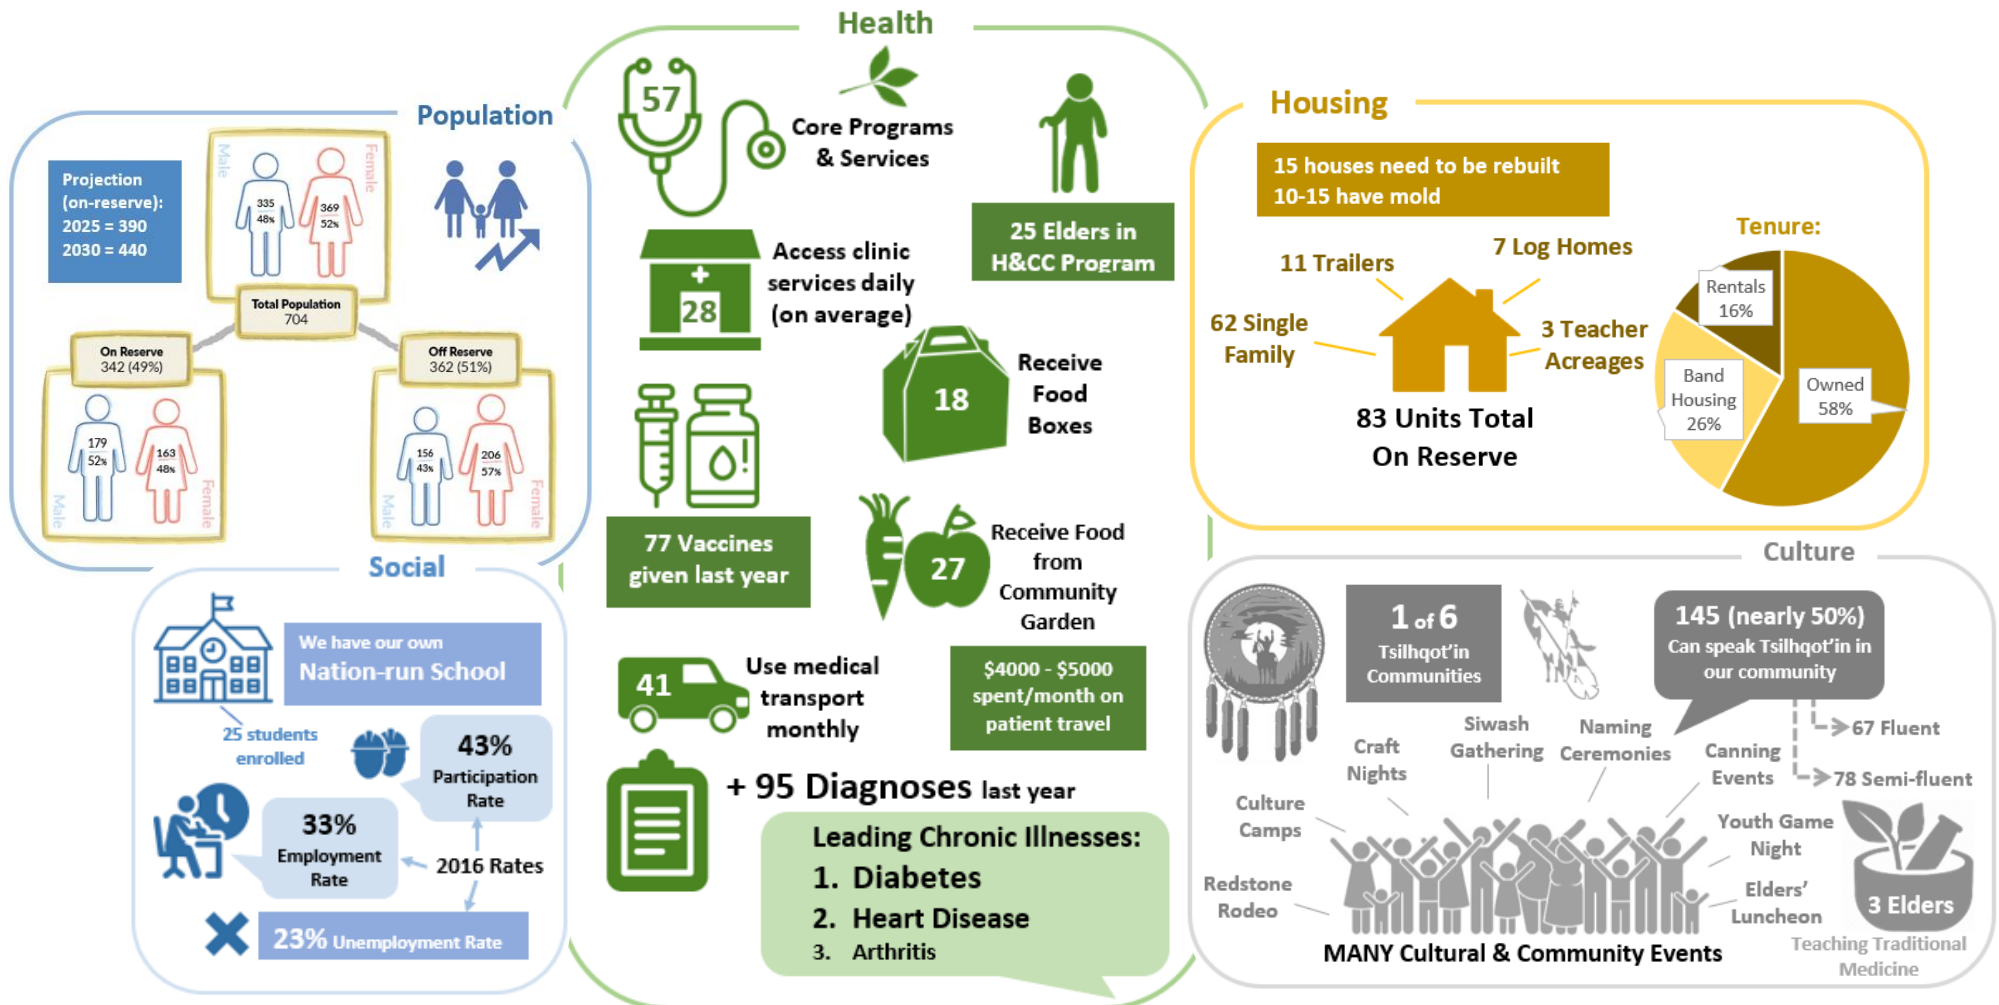 Population
Projection
(on-reserve):
2025 = 390
2030 = 440
Male
Female
335
48%
369
52%
Total Population
704
On Reserve
342 (49%)
Off Reserve
362 (51%)
179
52%
163
48%
Male
Female
156
43%
206
57%
Male
Female
Social
We have our own
Nation-run School
25 students
enrolled
43%
Participation
Rate
33%
Employment
Rate
2016 Rates
23% Unemployment Rate
Health
57
Core Programs
& Services
25 Elders in
H&CC Program
28
Access clinic
services daily
(on average)
18
Receive
Food
Boxes
77 Vaccines
given last year
27
Receive Food
from
Community
Garden
41
Use medical
transport
monthly
$4000 - $5000
spent/month on
patient travel
+ 95 Diagnoses last year
Leading Chronic Illnesses:
1. Diabetes
2. Heart Disease
3. Arthritis
Housing
15 houses need to be rebuilt
10-15 have mold
11 Trailers
7 Log Homes
62 Single
Family
3 Teacher
Acreages
83 Units Total
On Reserve
Tenure:
Rentals
16%
Band
Housing
26%
Owned
58%
Culture
1 of 6
Tsilhqot'in
Communities
145 (nearly 50%)
Can speak Tsilhqot'in in
our community
67 Fluent
78 Semi-fluent
Redstone
Rodeo
Culture
Camps
Craft
Nights
Siwash
Gathering
Naming
Ceremonies
Canning
Events
Youth Game
Night
Elders'
Luncheon
MANY Cultural & Community Events
3 Elders
Teaching Traditional
Medicine